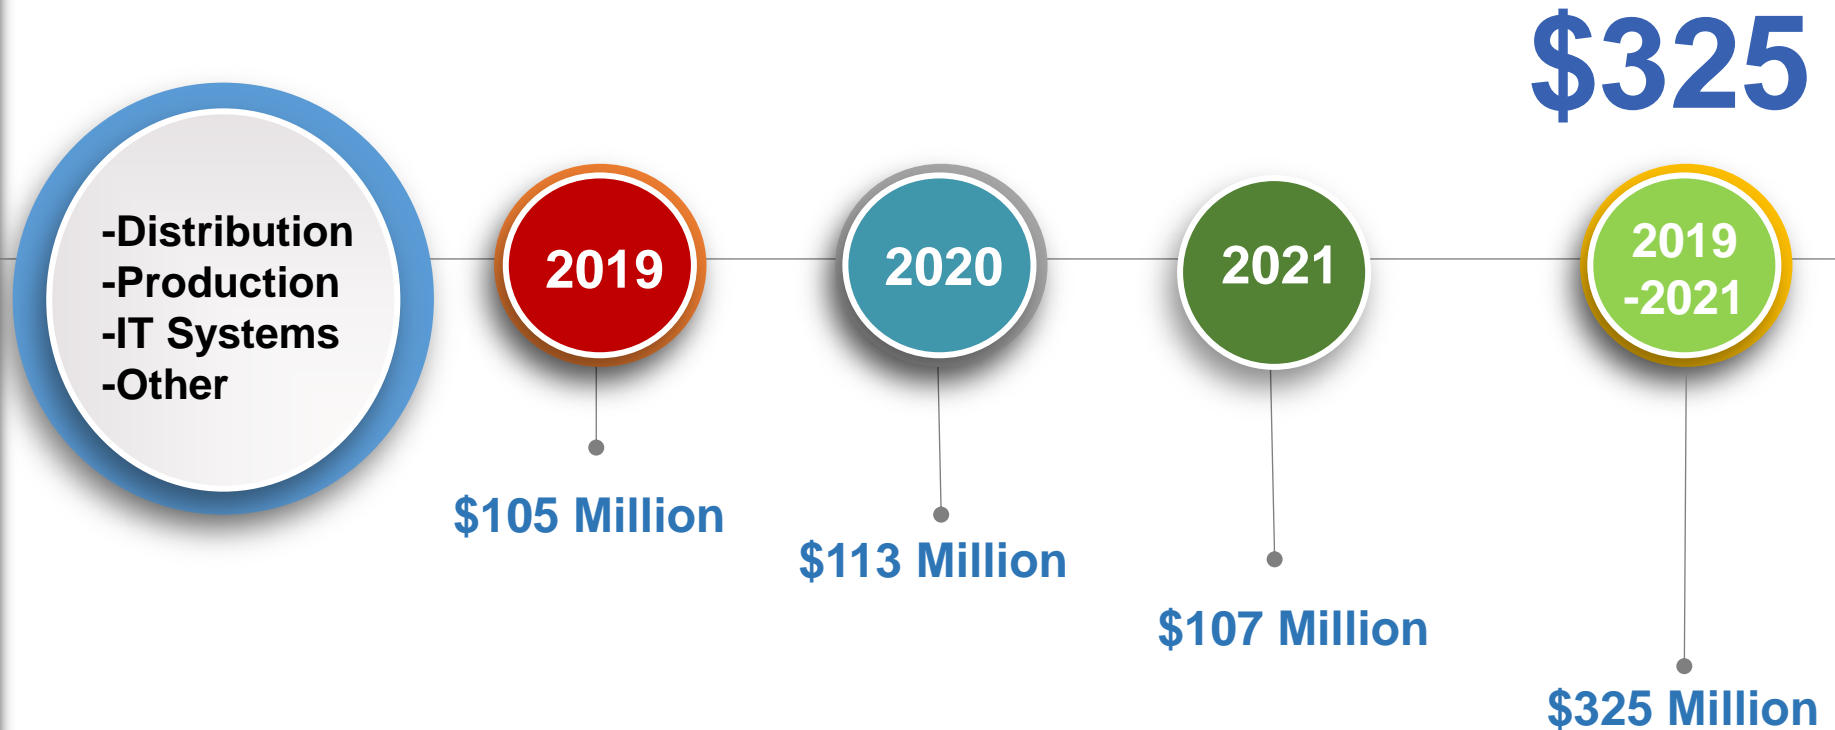 $325
-Distribution
-Production
-IT Systems
-Other
2019
2020
2021
2019
-2021
$105 Million
$113 Million
$107 Million
$325 Million